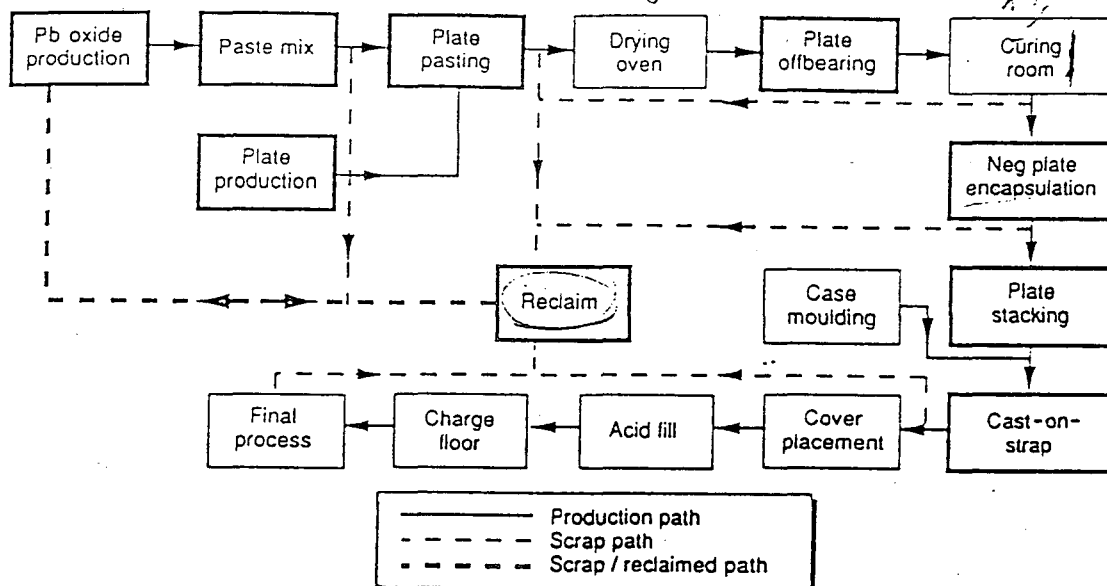 Pb oxide
production
Paste mix
Plate
pasting
Drying
oven
Plate
offbearing
Curing
room
Plate
production
Neg plate
encapsulation
Reclaim
Case
moulding
Plate
stacking
Final
process
Charge
floor
Acid fill
Cover
placement
Cast-on-
strap
Production path
Scrap path
Scrap / reclaimed path